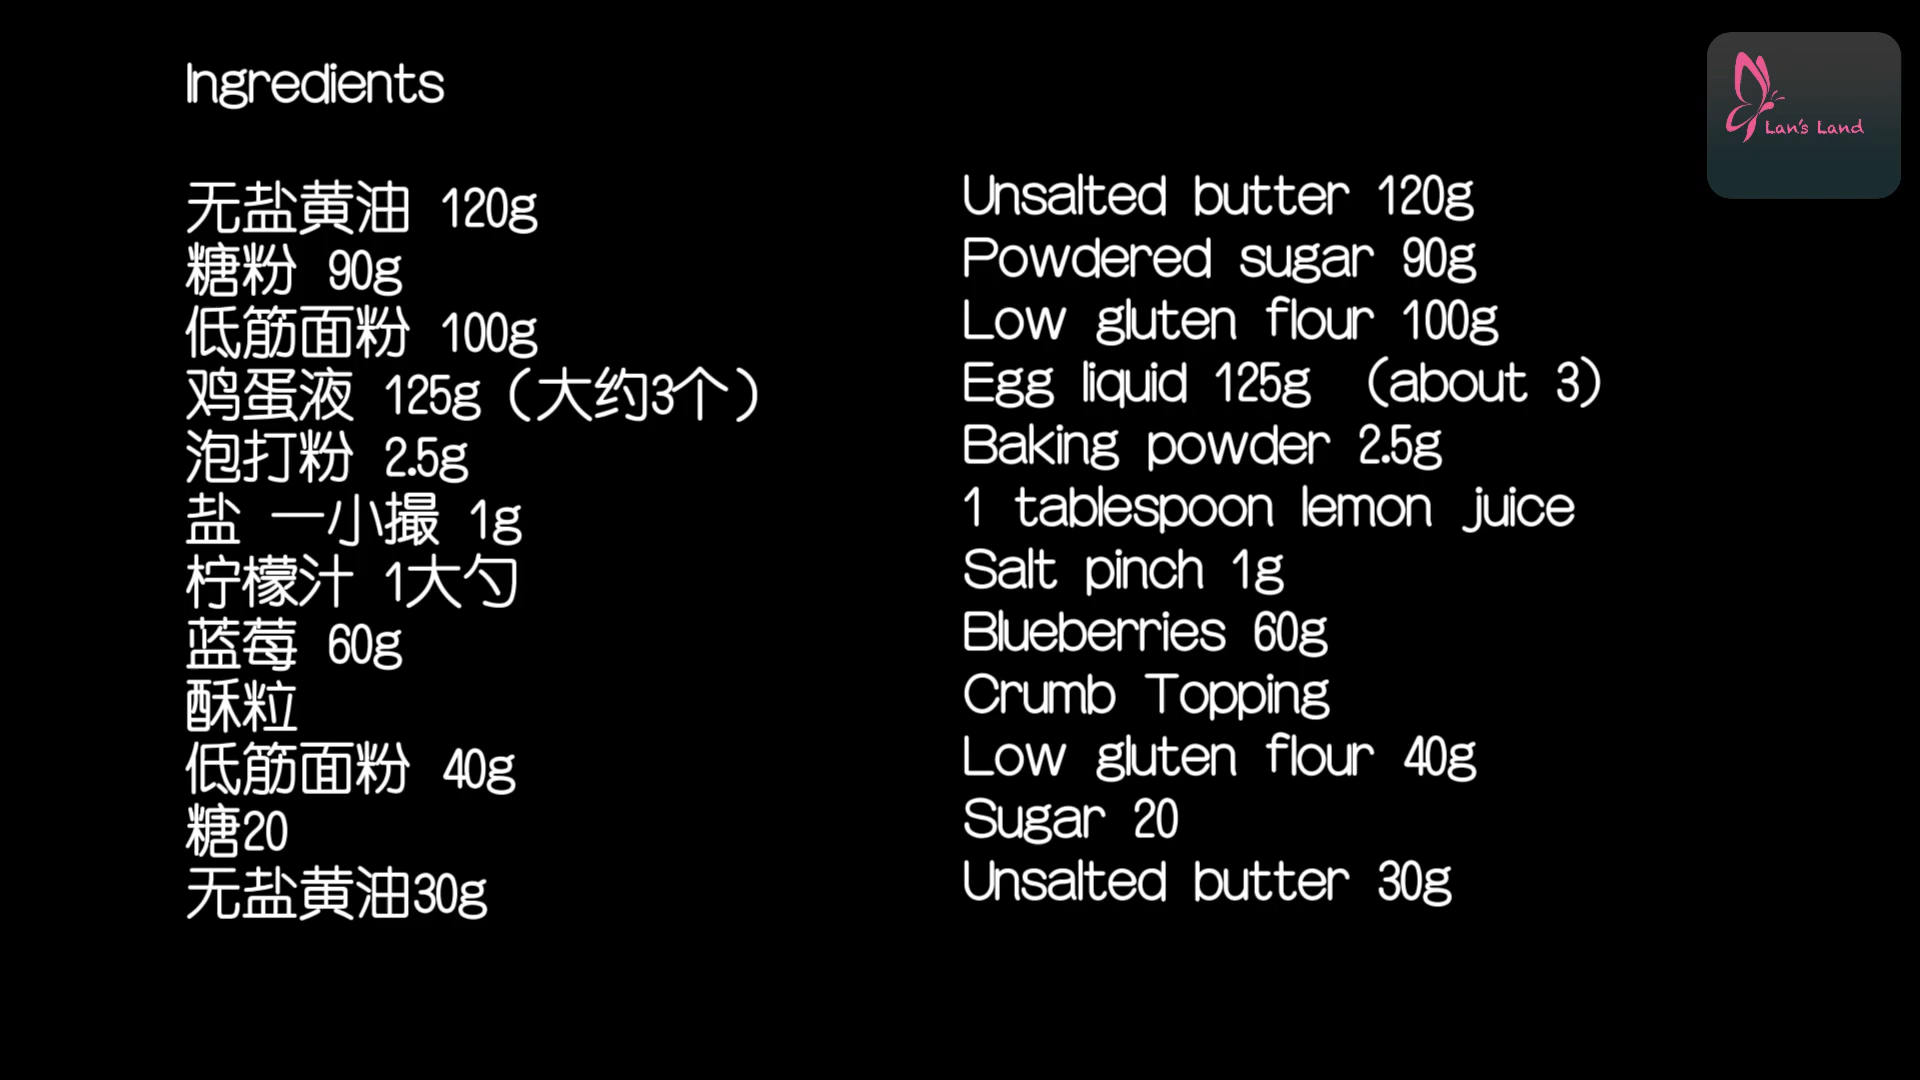 Ingredients
Lan's Land
无盐黄油 120g
糖粉 90g
低筋面粉 100g
鸡蛋液 125g（大约3个）
泡打粉 2.5g
盐 一小撮 1g
柠檬汁 1大勺
蓝莓 60g
酥粒
低筋面粉 40g
糖20
无盐黄油30g
Unsalted butter 120g
Powdered sugar 90g
Low gluten flour 100g
Egg liquid 125g （about 3）
Baking powder 2.5g
1 tablespoon lemon juice
Salt pinch 1g
Blueberries 60g
Crumb Topping
Low gluten flour 40g
Sugar 20
Unsalted butter 30g